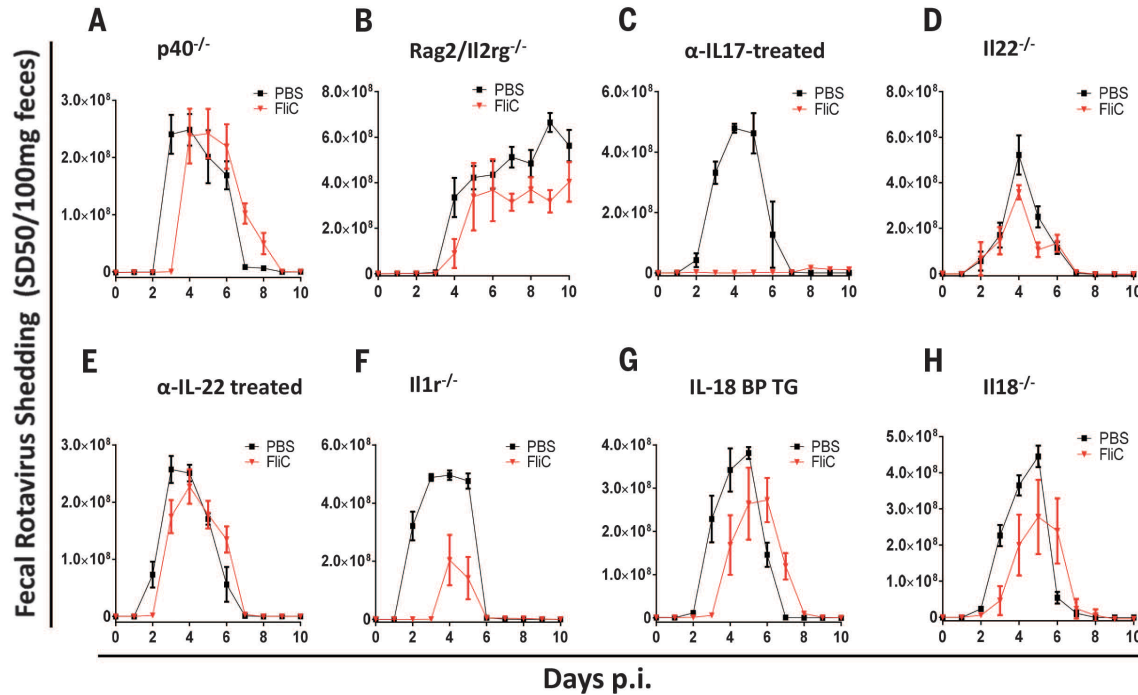 Fecal Rotavirus Shedding (SD50/100mg feces)
A
p40-/-
PBS
FliC
3.0×10⁸
2.0×10⁸
1.0×10⁸
0
0 2 4 6 8 10
B
Rag2/Il2rg-/-
PBS
FliC
8.0×10⁸
6.0×10⁸
4.0×10⁸
2.0×10⁸
0
0 2 4 6 8 10
C
α-IL17-treated
PBS
FliC
6.0×10⁸
4.0×10⁸
2.0×10⁸
0
0 2 4 6 8 10
D
Il22-/-
PBS
FliC
8.0×10⁸
6.0×10⁸
4.0×10⁸
2.0×10⁸
0
0 2 4 6 8 10
E
α-IL-22 treated
PBS
FliC
3.0×10⁸
2.0×10⁸
1.0×10⁸
0
0 2 4 6 8 10
F
Il1r-/-
PBS
FliC
6.0×10⁸
4.0×10⁸
2.0×10⁸
0
0 2 4 6 8 10
G
IL-18 BP TG
PBS
FliC
4.0×10⁸
3.0×10⁸
2.0×10⁸
1.0×10⁸
0
0 2 4 6 8 10
H
Il18-/-
PBS
FliC
5.0×10⁸
4.0×10⁸
3.0×10⁸
2.0×10⁸
1.0×10⁸
0
0 2 4 6 8 10
Days p.i.